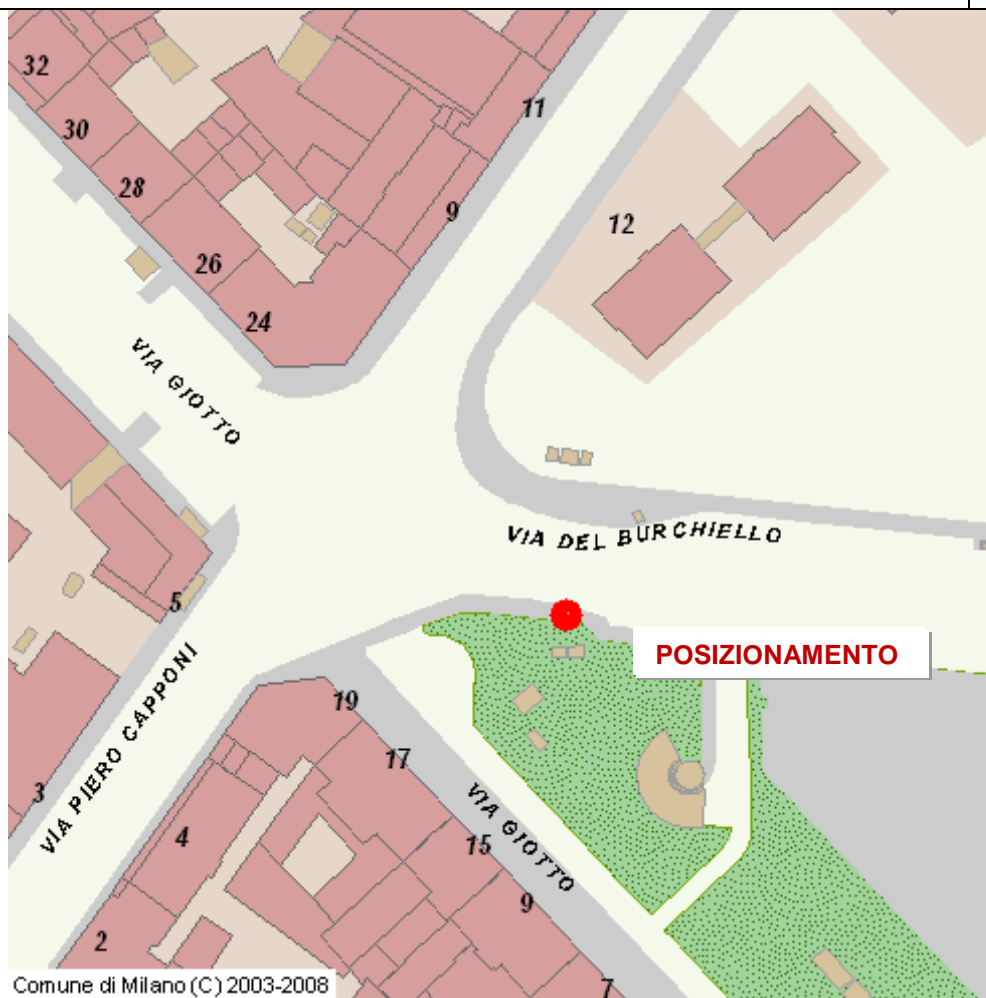 32
11
30
28
9
12
26
24
VIA GIOTTO
VIA DEL BURCHIELLO
5
POSIZIONAMENTO
VIA PIERO CAPPONI
19
17
3
VIA GIOTTO
4
15
9
2
7
Comune di Milano (C) 2003-2008